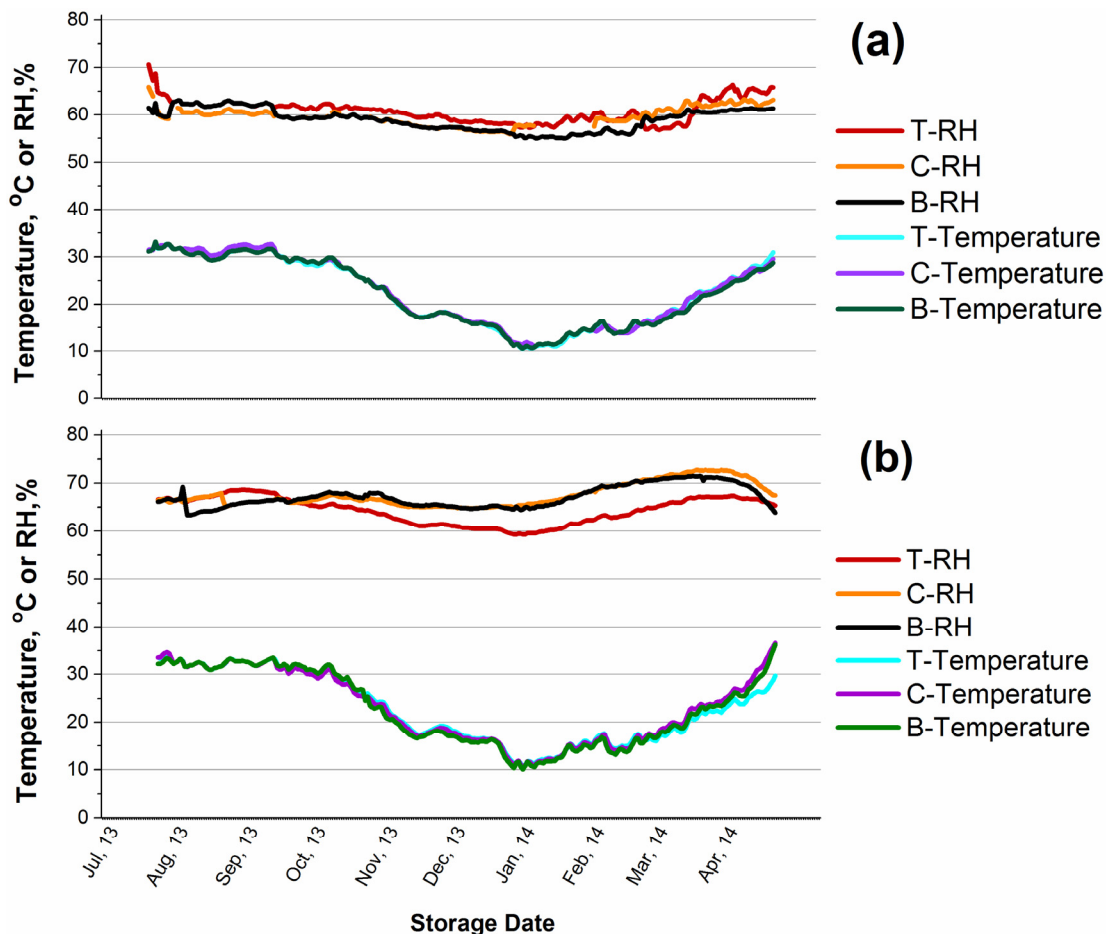 (a)
Temperature, °C or RH,%
80
70
60
50
40
30
20
10
0
T-RH
C-RH
B-RH
T-Temperature
C-Temperature
B-Temperature
(b)
Temperature, °C or RH,%
80
70
60
50
40
30
20
10
0
T-RH
C-RH
B-RH
T-Temperature
C-Temperature
B-Temperature
Jul, 13
Aug, 13
Sep, 13
Oct, 13
Nov, 13
Dec, 13
Jan, 14
Feb, 14
Mar, 14
Apr, 14
Storage Date